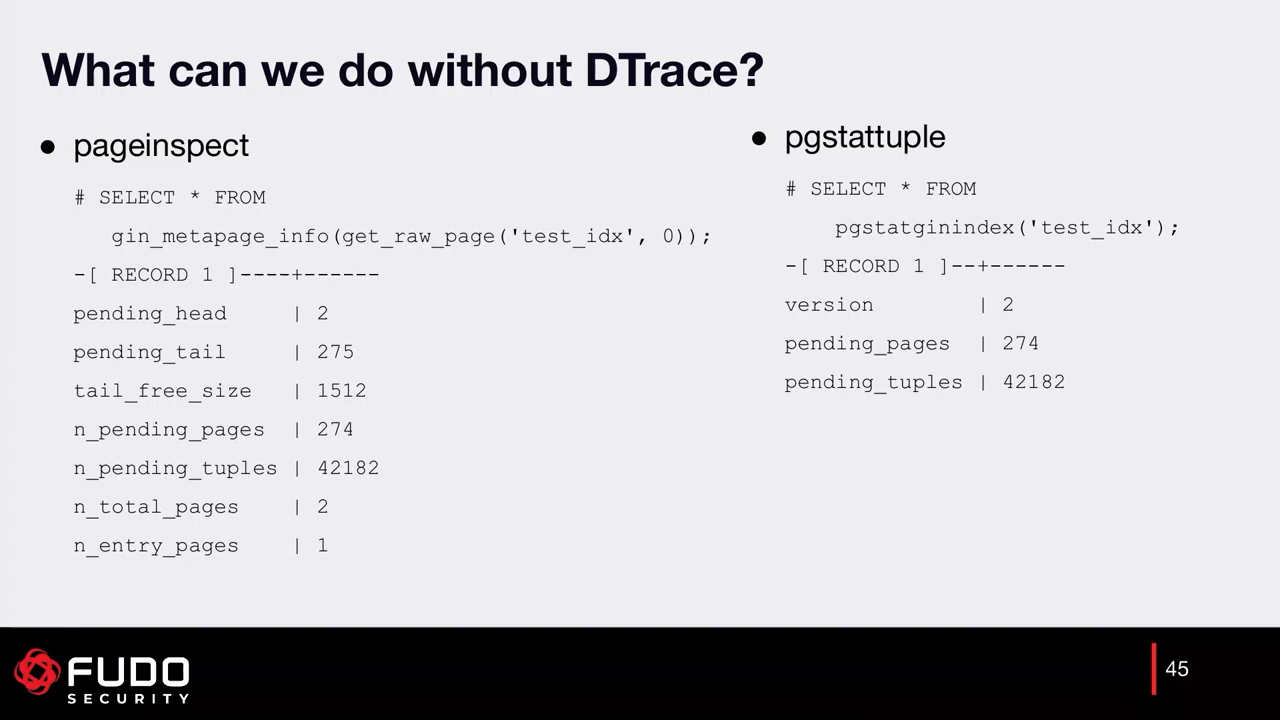 What can we do without DTrace?
● pageinspect
# SELECT * FROM
gin_metapage_info(get_raw_page('test_idx', 0));
-[ RECORD 1 ]----+------
pending_head     | 2
pending_tail     | 275
tail_free_size   | 1512
n_pending_pages  | 274
n_pending_tuples | 42182
n_total_pages    | 2
n_entry_pages    | 1
● pgstattuple
# SELECT * FROM
pgstatginindex('test_idx');
-[ RECORD 1 ]--+------
version        | 2
pending_pages  | 274
pending_tuples | 42182
FUDO
SECURITY
45